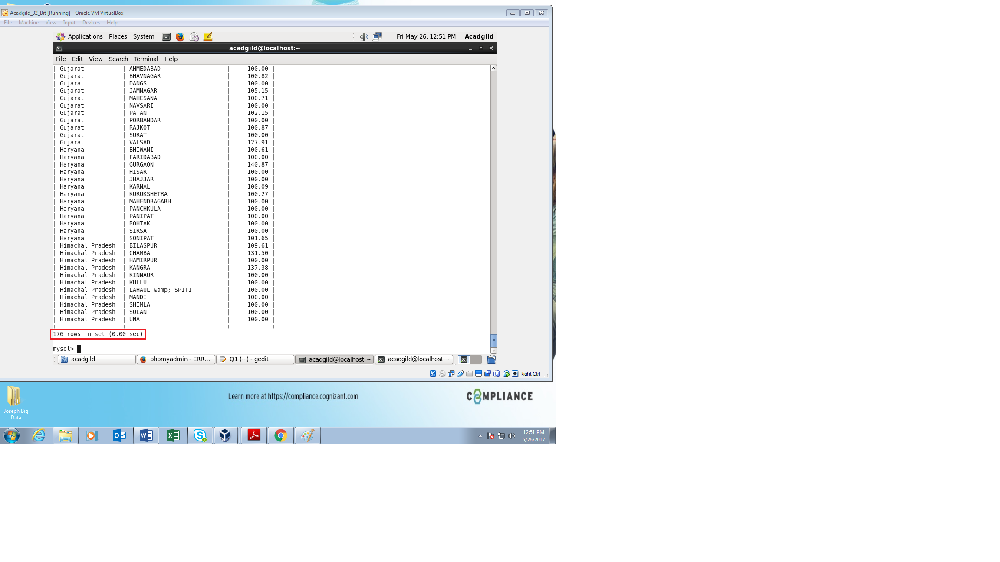 Acadgild_32_Bit [Running] - Oracle VM VirtualBox
File Machine View Input Devices Help
Applications Places System Fri May 26, 12:51 PM Acadgild
acadgild@localhost:~
File Edit View Search Terminal Help
| Gujarat | AHMEDABAD | 100.00 |
| Gujarat | BHAVNAGAR | 100.82 |
| Gujarat | DANGS | 100.00 |
| Gujarat | JAMNAGAR | 105.15 |
| Gujarat | MAHESANA | 100.71 |
| Gujarat | NAVSARI | 100.00 |
| Gujarat | PATAN | 102.15 |
| Gujarat | PORBANDAR | 100.00 |
| Gujarat | RAJKOT | 100.87 |
| Gujarat | SURAT | 100.00 |
| Gujarat | VALSAD | 127.91 |
| Haryana | BHIWANI | 100.61 |
| Haryana | FARIDABAD | 100.00 |
| Haryana | GURGAON | 140.87 |
| Haryana | HISAR | 100.00 |
| Haryana | JHAJJAR | 100.00 |
| Haryana | KARNAL | 100.09 |
| Haryana | KURUKSHETRA | 100.27 |
| Haryana | MAHENDRAGARH | 100.00 |
| Haryana | PANCHKULA | 100.00 |
| Haryana | PANIPAT | 100.00 |
| Haryana | ROHTAK | 100.00 |
| Haryana | SIRSA | 100.00 |
| Haryana | SONIPAT | 101.65 |
| Himachal Pradesh | BILASPUR | 109.61 |
| Himachal Pradesh | CHAMBA | 131.50 |
| Himachal Pradesh | HAMIRPUR | 100.00 |
| Himachal Pradesh | KANGRA | 137.38 |
| Himachal Pradesh | KINNAUR | 100.00 |
| Himachal Pradesh | KULLU | 100.00 |
| Himachal Pradesh | LAHAUL &amp; SPITI | 100.00 |
| Himachal Pradesh | MANDI | 100.00 |
| Himachal Pradesh | SHIMLA | 100.00 |
| Himachal Pradesh | SOLAN | 100.00 |
| Himachal Pradesh | UNA | 100.00 |
+-------------------+-----------------------------+------------+
176 rows in set (0.00 sec)
mysql>
acadgild phpmyadmin - ERR... Q1 (~) - gedit acadgild@localhost:~ acadgild@localhost:~
Right Ctrl
Learn more at https://compliance.cognizant.com
COMPLIANCE
Joseph Big
Data
12:51 PM
5/26/2017